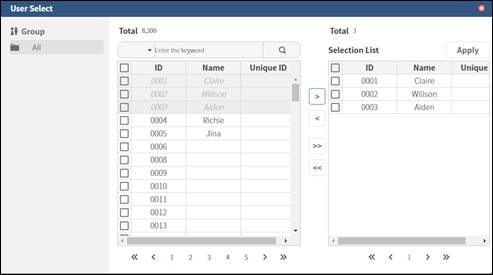 User Select
Group
All
Total 8,200
Enter the keyword
ID Name Unique ID
0001 Claire
0002 Willson
0003 Aiden
0004 Richie
0005 Jina
0006
0007
0008
0009
0010
0011
0012
0013
<< < 1 2 3 4 5 > >>
>
<
>>
<<
Total 3
Selection List Apply
ID Name Unique
0001 Claire
0002 Willson
0003 Aiden
<< < 1 > >>